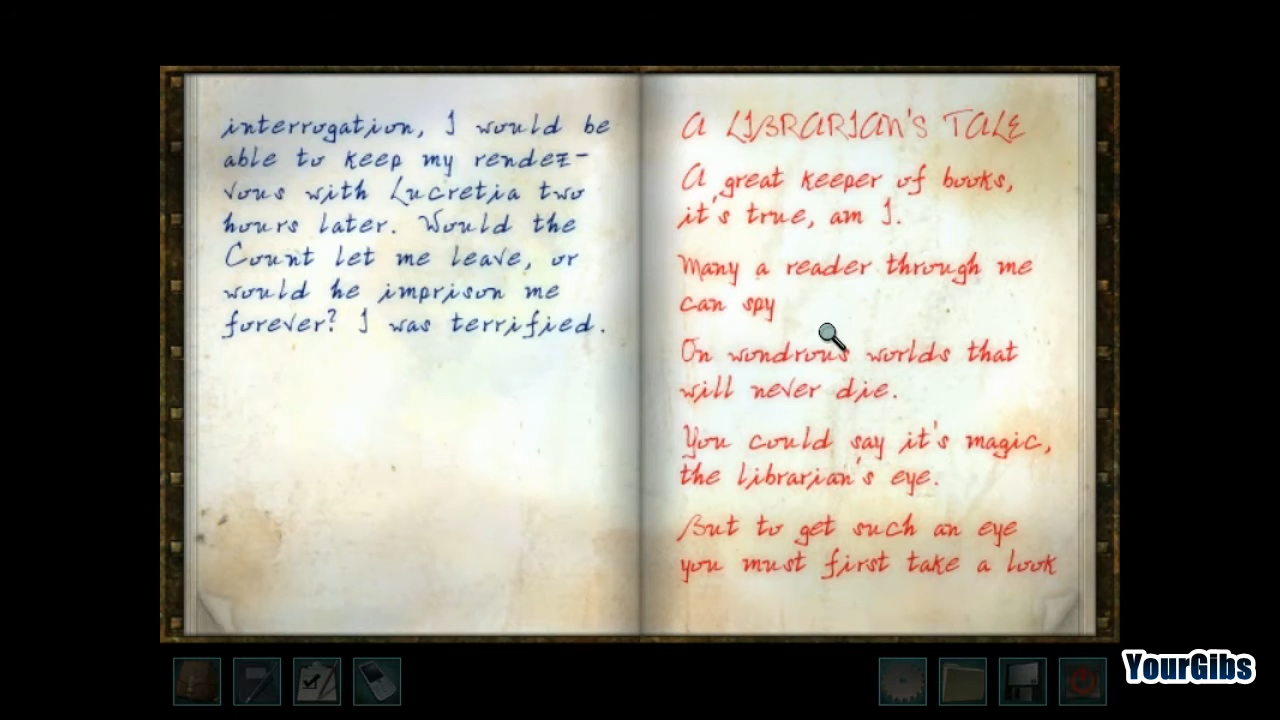 interrogation, I would be
able to keep my rendez-
vous with Lucretia two
hours later. Would the
Count let me leave, or
would he imprison me
forever? I was terrified.
A LIBRARIAN'S TALE
A great keeper of books,
it's true, am I.
Many a reader through me
can spy
On wondrous worlds that
will never die.
You could say it's magic,
the librarian's eye.
But to get such an eye
you must first take a look
YourGibs